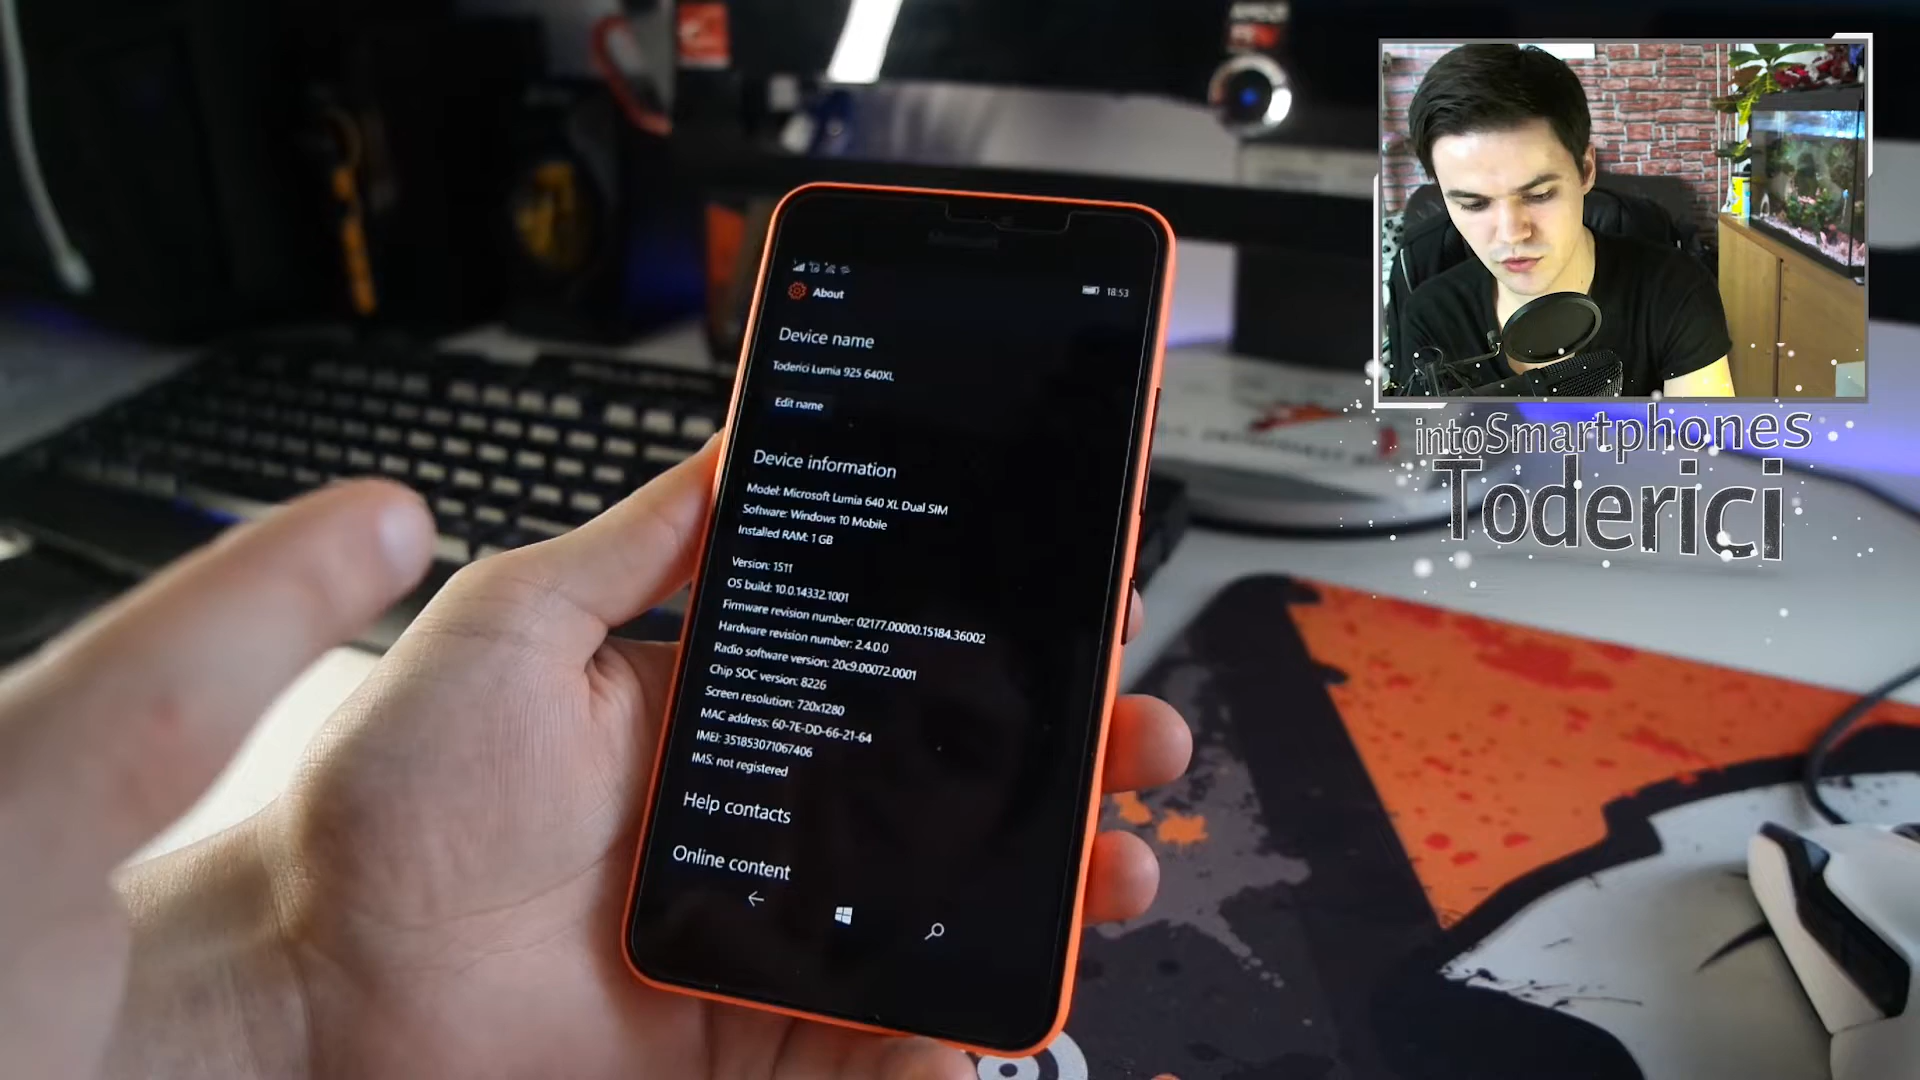 About
18:53
Device name
Toderici Lumia 925 640XL
Edit name
Device information
Model: Microsoft Lumia 640 XL Dual SIM
Software: Windows 10 Mobile
Installed RAM: 1 GB
Version: 1511
OS build: 10.0.14332.1001
Firmware revision number: 02177.00000.15184.36002
Hardware revision number: 2.4.0.0
Radio software version: 20c9.00072.0001
Chip SOC version: 8226
Screen resolution: 720x1280
MAC address: 60-7E-DD-66-21-64
IMEI: 351853071067406
IMS: not registered
Help contacts
Online content
intoSmartphones
Toderici